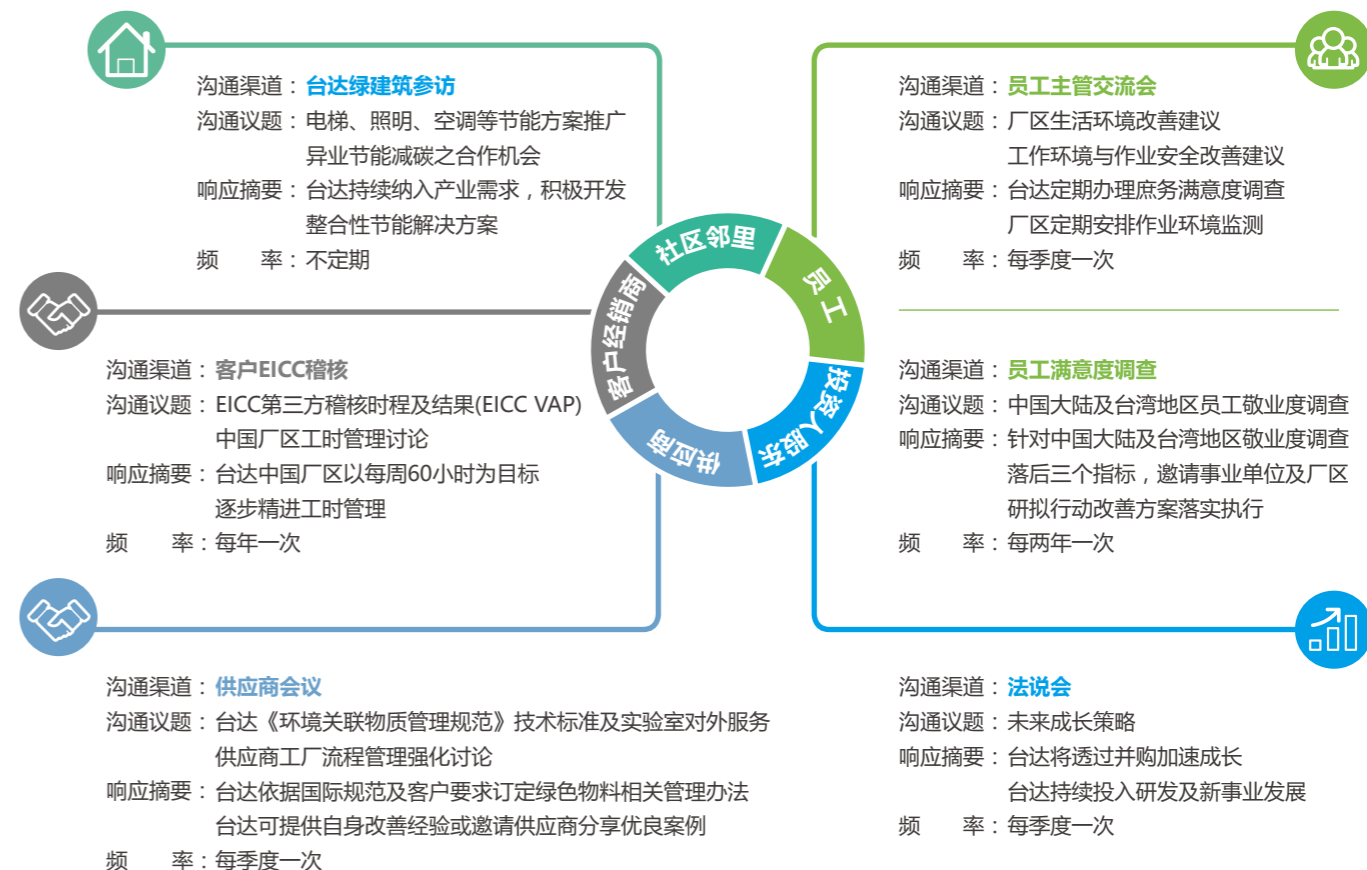 沟通渠道：台达绿建筑参访
沟通议题：电梯、照明、空调等节能方案推广
异业节能减碳之合作机会
响应摘要：台达持续纳入产业需求，积极开发
整合性节能解决方案
频　　率：不定期
沟通渠道：员工主管交流会
沟通议题：厂区生活环境改善建议
工作环境与作业安全改善建议
响应摘要：台达定期办理庶务满意度调查
厂区定期安排作业环境监测
频　　率：每季度一次
社区邻里
员工
客户经销商
投资人股东
供应商
沟通渠道：客户EICC稽核
沟通议题：EICC第三方稽核时程及结果(EICC VAP)
中国厂区工时管理讨论
响应摘要：台达中国厂区以每周60小时为目标
逐步精进工时管理
频　　率：每年一次
沟通渠道：员工满意度调查
沟通议题：中国大陆及台湾地区员工敬业度调查
响应摘要：针对中国大陆及台湾地区敬业度调查
落后三个指标，邀请事业单位及厂区
研拟行动改善方案落实执行
频　　率：每两年一次
沟通渠道：供应商会议
沟通议题：台达《环境关联物质管理规范》技术标准及实验室对外服务
供应商工厂流程管理强化讨论
响应摘要：台达依据国际规范及客户要求订定绿色物料相关管理办法
台达可提供自身改善经验或邀请供应商分享优良案例
频　　率：每季度一次
沟通渠道：法说会
沟通议题：未来成长策略
响应摘要：台达将透过并购加速成长
台达持续投入研发及新事业发展
频　　率：每季度一次